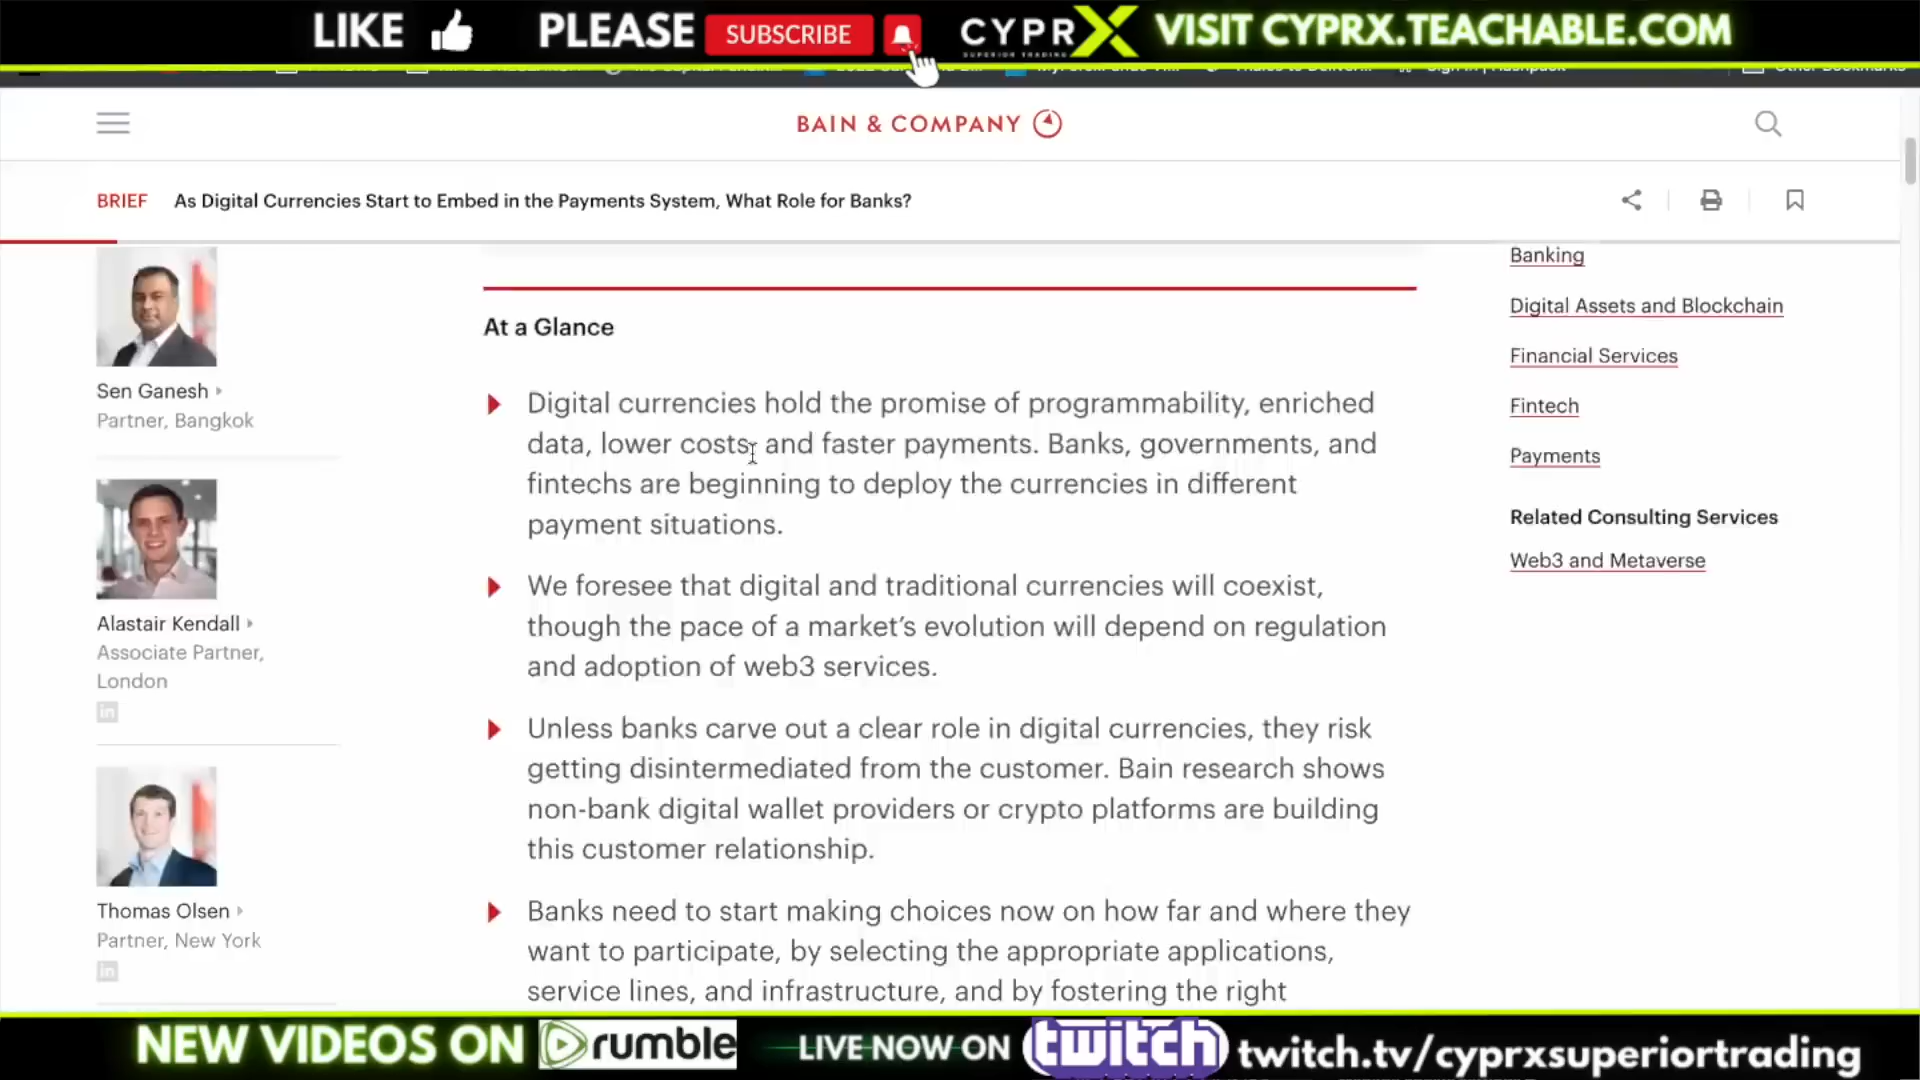 LIKE PLEASE SUBSCRIBE CYPRX VISIT CYPRX.TEACHABLE.COM
SUPERIOR TRADING
BAIN & COMPANY
BRIEF As Digital Currencies Start to Embed in the Payments System, What Role for Banks?
Sen Ganesh
Partner, Bangkok
Alastair Kendall
Associate Partner,
London
in
Thomas Olsen
Partner, New York
in
At a Glance
Digital currencies hold the promise of programmability, enriched
data, lower costs, and faster payments. Banks, governments, and
fintechs are beginning to deploy the currencies in different
payment situations.
We foresee that digital and traditional currencies will coexist,
though the pace of a market’s evolution will depend on regulation
and adoption of web3 services.
Unless banks carve out a clear role in digital currencies, they risk
getting disintermediated from the customer. Bain research shows
non-bank digital wallet providers or crypto platforms are building
this customer relationship.
Banks need to start making choices now on how far and where they
want to participate, by selecting the appropriate applications,
service lines, and infrastructure, and by fostering the right
Banking
Digital Assets and Blockchain
Financial Services
Fintech
Payments
Related Consulting Services
Web3 and Metaverse
NEW VIDEOS ON rumble LIVE NOW ON twitch twitch.tv/cyprxsuperiortrading